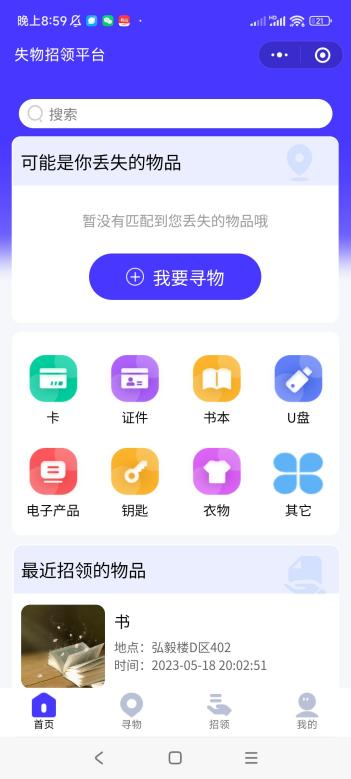 晚上8:59
21
失物招领平台
搜索
可能是你丢失的物品
暂没有匹配到您丢失的物品哦
我要寻物
卡
证件
书本
U盘
电子产品
钥匙
衣物
其它
最近招领的物品
书
地点：弘毅楼D区402
时间：2023-05-18 20:02:51
首页
寻物
招领
我的